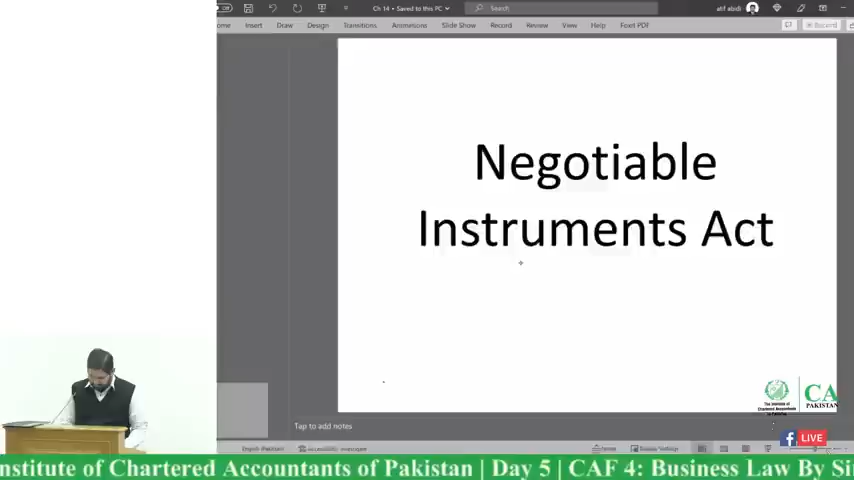 Ch 14 • Saved to this PC
Search
atif abidi
ome Insert Draw Design Transitions Animations Slide Show Record Review View Help Foxit PDF
Record
Negotiable
Instruments Act
CA
PAKISTAN
The Institute of
Chartered Accountants
of Pakistan
Tap to add notes
LIVE
English (Pakistan)
nstitute of Chartered Accountants of Pakistan | Day 5 | CAF 4: Business Law By Si